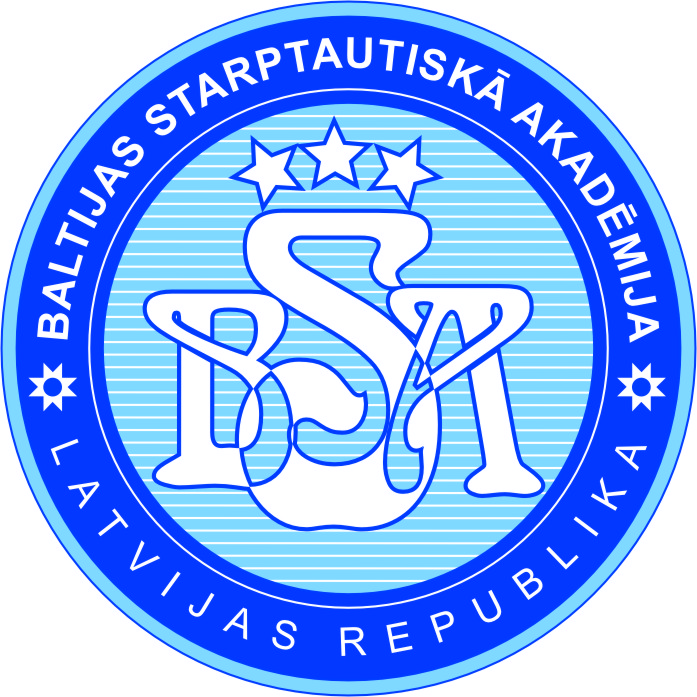 BALTIJAS STARPTAUTISKĀ AKADĒMIJA
BSA
LATVIJAS REPUBLIKA